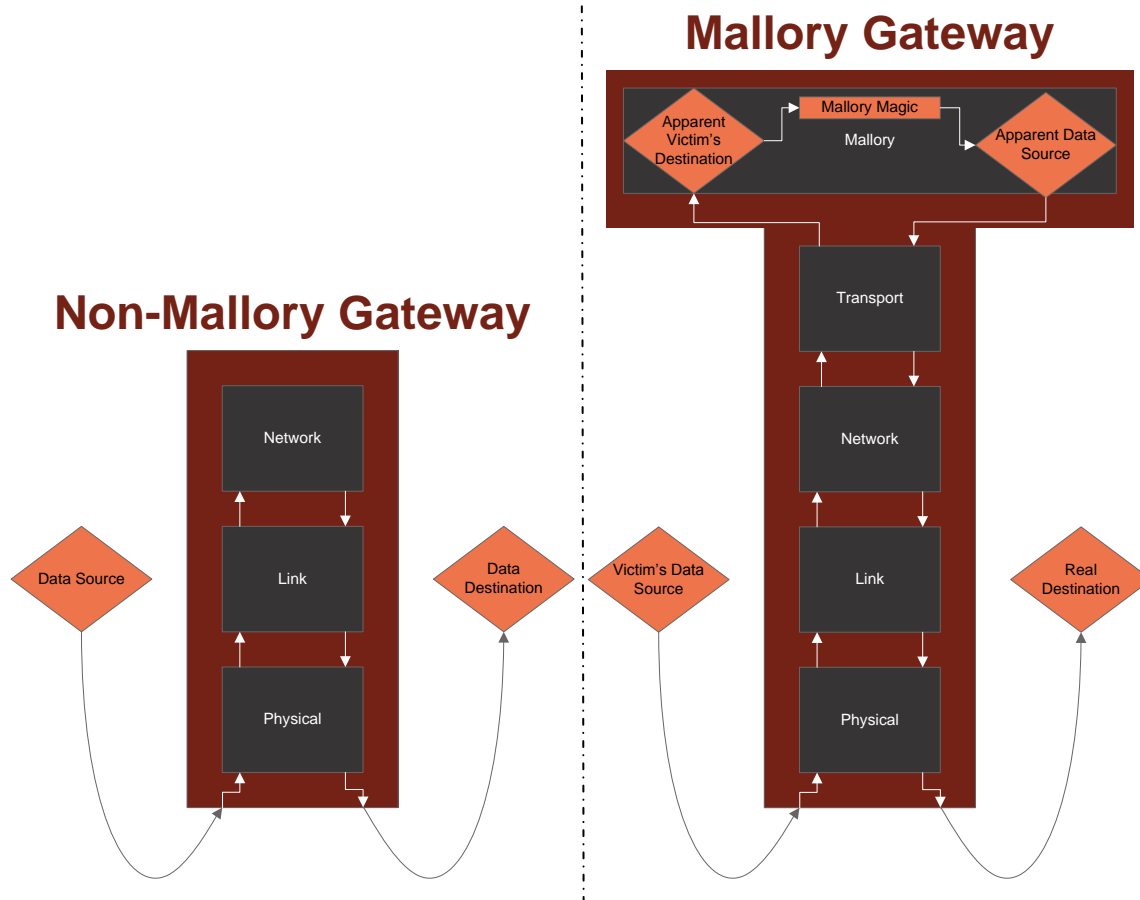 Non-Mallory Gateway
Network
Data Source
Link
Data
Destination
Physical
Mallory Gateway
Apparent
Victim's
Destination
Mallory Magic
Mallory
Apparent Data
Source
Transport
Network
Victim's Data
Source
Link
Real
Destination
Physical